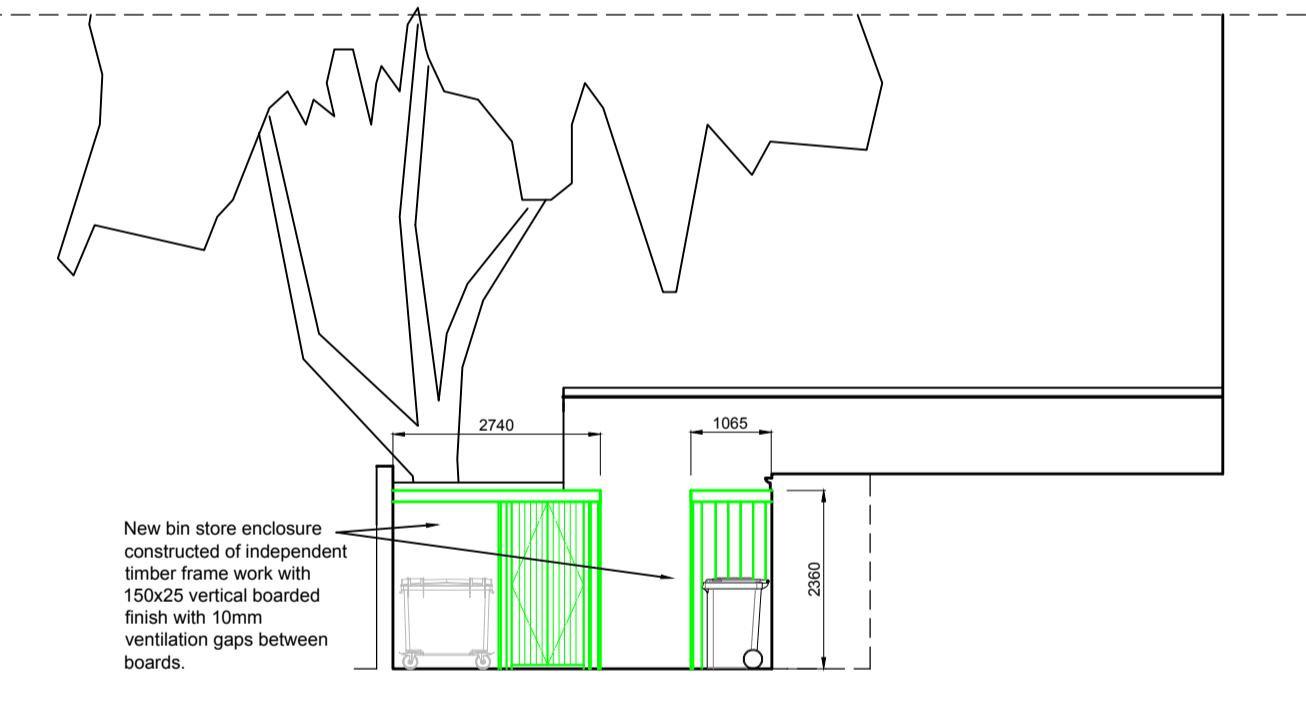 2740
1065
New bin store enclosure
constructed of independent
timber frame work with
150x25 vertical boarded
finish with 10mm
ventilation gaps between
boards.
2360